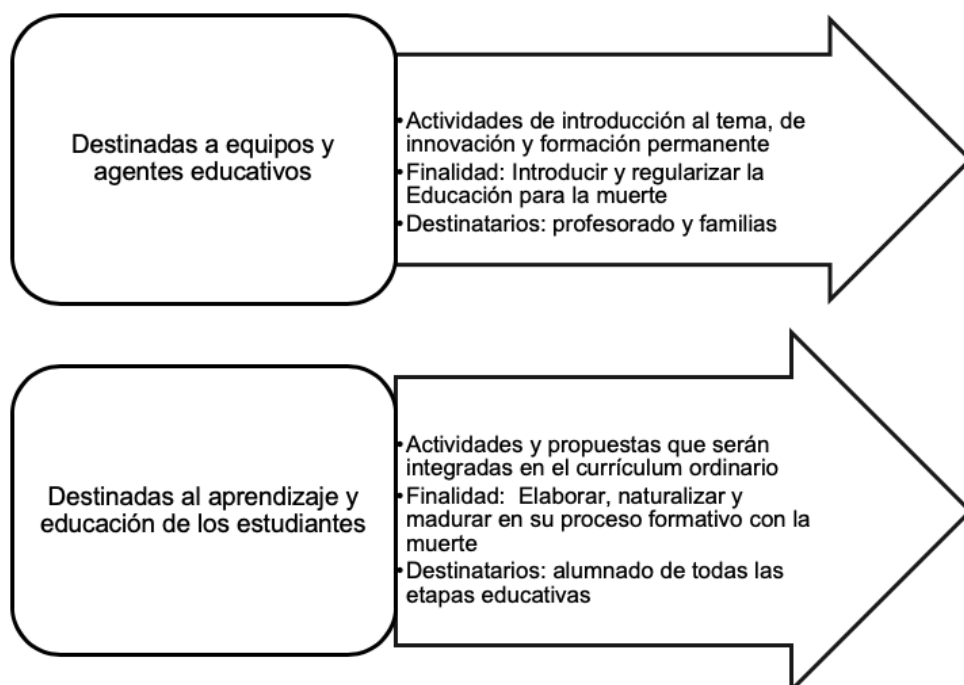 Destinadas a equipos y
agentes educativos
•Actividades de introducción al tema, de
innovación y formación permanente
•Finalidad: Introducir y regularizar la
Educación para la muerte
•Destinatarios: profesorado y familias
Destinadas al aprendizaje y
educación de los estudiantes
•Actividades y propuestas que serán
integradas en el currículum ordinario
•Finalidad:  Elaborar, naturalizar y
madurar en su proceso formativo con la
muerte
•Destinatarios: alumnado de todas las
etapas educativas